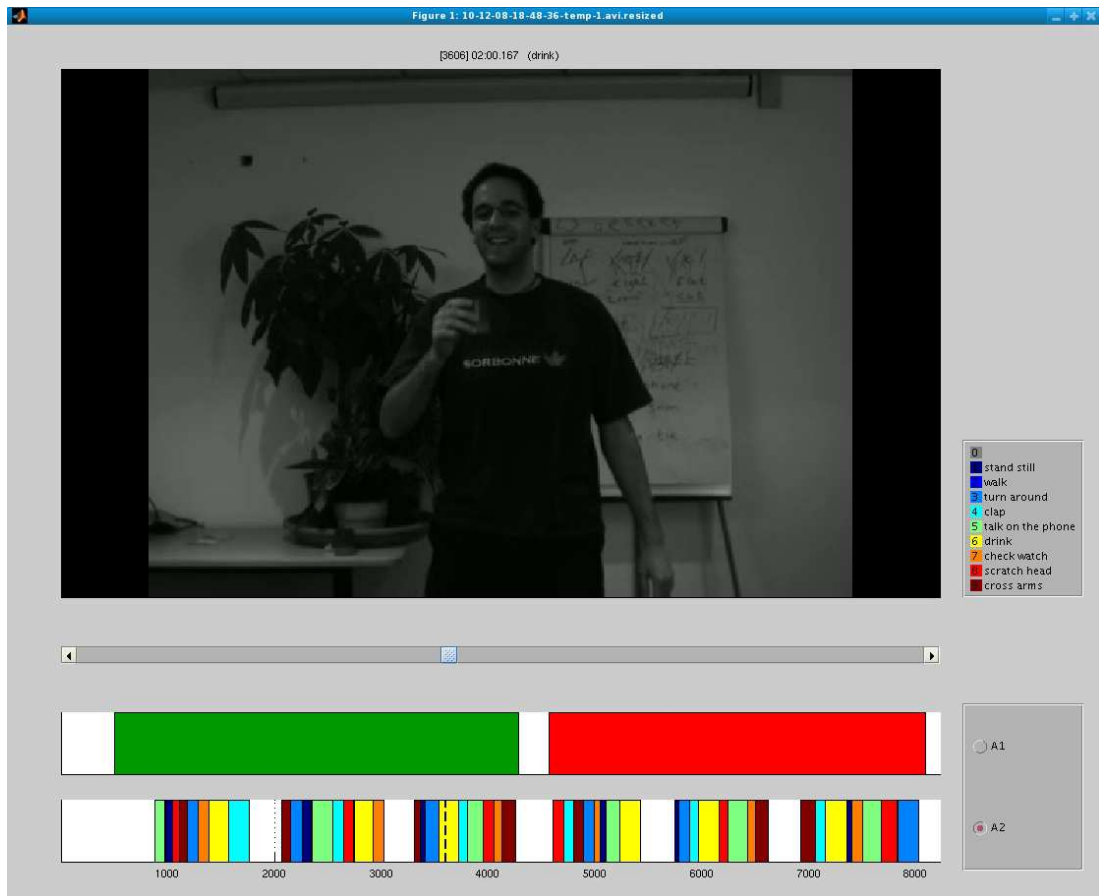 Figure 1: 10-12-08-18-48-36-temp-1.avi.resized
[3606] 02:00.167 (drink)
SORBONNE
0
stand still
walk
3 turn around
4 clap
5 talk on the phone
6 drink
7 check watch
8 scratch head
cross arms
A1
A2
1000 2000 3000 4000 5000 6000 7000 8000